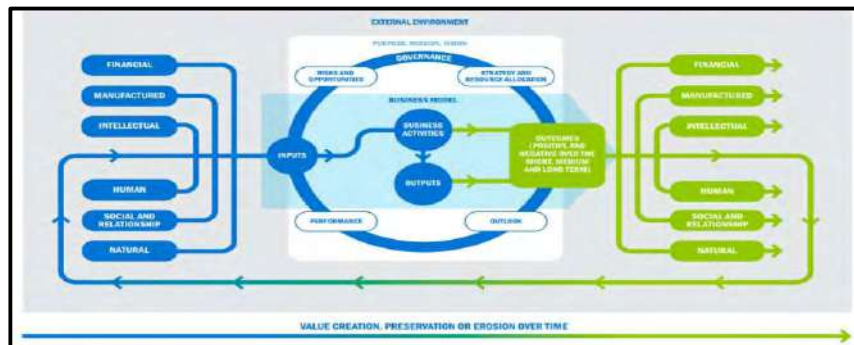 EXTERNAL ENVIRONMENT
PURPOSE, MISSION, VISION
GOVERNANCE
RISKS AND
OPPORTUNITIES
STRATEGY AND
RESOURCE ALLOCATION
BUSINESS MODEL
FINANCIAL
MANUFACTURED
INTELLECTUAL
HUMAN
SOCIAL AND
RELATIONSHIP
NATURAL
INPUTS
BUSINESS
ACTIVITIES
OUTPUTS
OUTCOMES
(POSITIVE AND
NEGATIVE OVER THE
SHORT, MEDIUM
AND LONG TERM)
PERFORMANCE
OUTLOOK
FINANCIAL
MANUFACTURED
INTELLECTUAL
HUMAN
SOCIAL AND
RELATIONSHIP
NATURAL
VALUE CREATION, PRESERVATION OR EROSION OVER TIME